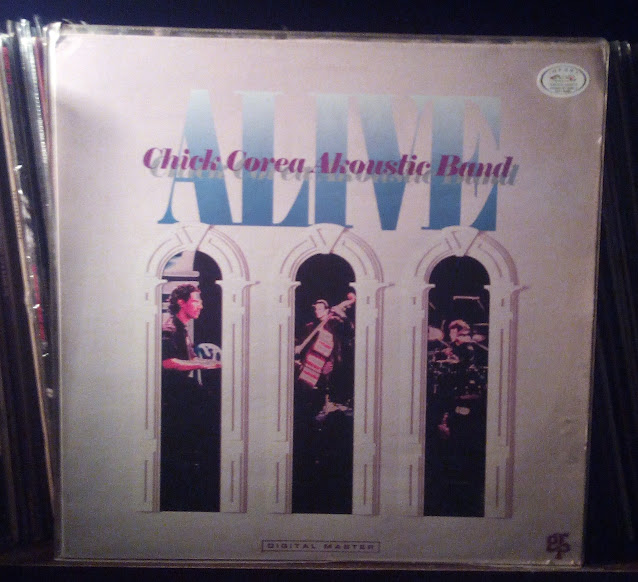 ALIVE
Chick Corea Akoustic Band
DIGITAL MASTER
grp